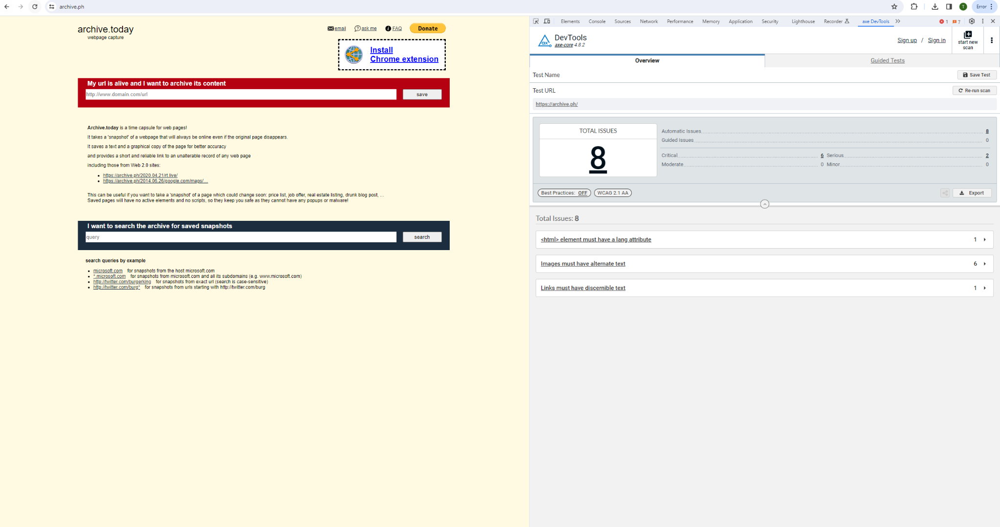 archive.ph
Error
archive.today
webpage capture
email
ask me
FAQ
Donate
Install
Chrome extension
My url is alive and I want to archive its content
http://www.domain.com/url
save
Archive.today is a time capsule for web pages!
It takes a 'snapshot' of a webpage that will always be online even if the original page disappears.
It saves a text and a graphical copy of the page for better accuracy
and provides a short and reliable link to an unalterable record of any web page
including those from Web 2.0 sites:
https://archive.ph/2020.04.21/rt.live/
https://archive.ph/2014.06.26/google.com/maps/...
This can be useful if you want to take a 'snapshot' of a page which could change soon: price list, job offer, real estate listing, drunk blog post, ...
Saved pages will have no active elements and no scripts, so they keep you safe as they cannot have any popups or malware!
I want to search the archive for saved snapshots
query
search
search queries by example
microsoft.com for snapshots from the host microsoft.com
*.microsoft.com for snapshots from microsoft.com and all its subdomains (e.g. www.microsoft.com)
http://twitter.com/burgerking for snapshots from exact url (search is case-sensitive)
http://twitter.com/burg* for snapshots from urls starting with http://twitter.com/burg
Elements Console Sources Network Performance Memory Application Security Lighthouse Recorder axe DevTools 1 7
ax
DevTools
axe-core 4.8.2
Sign up / Sign in
start new
scan
Overview
Guided Tests
Test Name
Save Test
Test URL
Re-run scan
https://archive.ph/
TOTAL ISSUES
8
Automatic Issues 8
Guided Issues 0
Critical 6 Serious 2
Moderate 0 Minor 0
Best Practices: OFF
WCAG 2.1 AA
Export
Total Issues: 8
<html> element must have a lang attribute 1
Images must have alternate text 6
Links must have discernible text 1